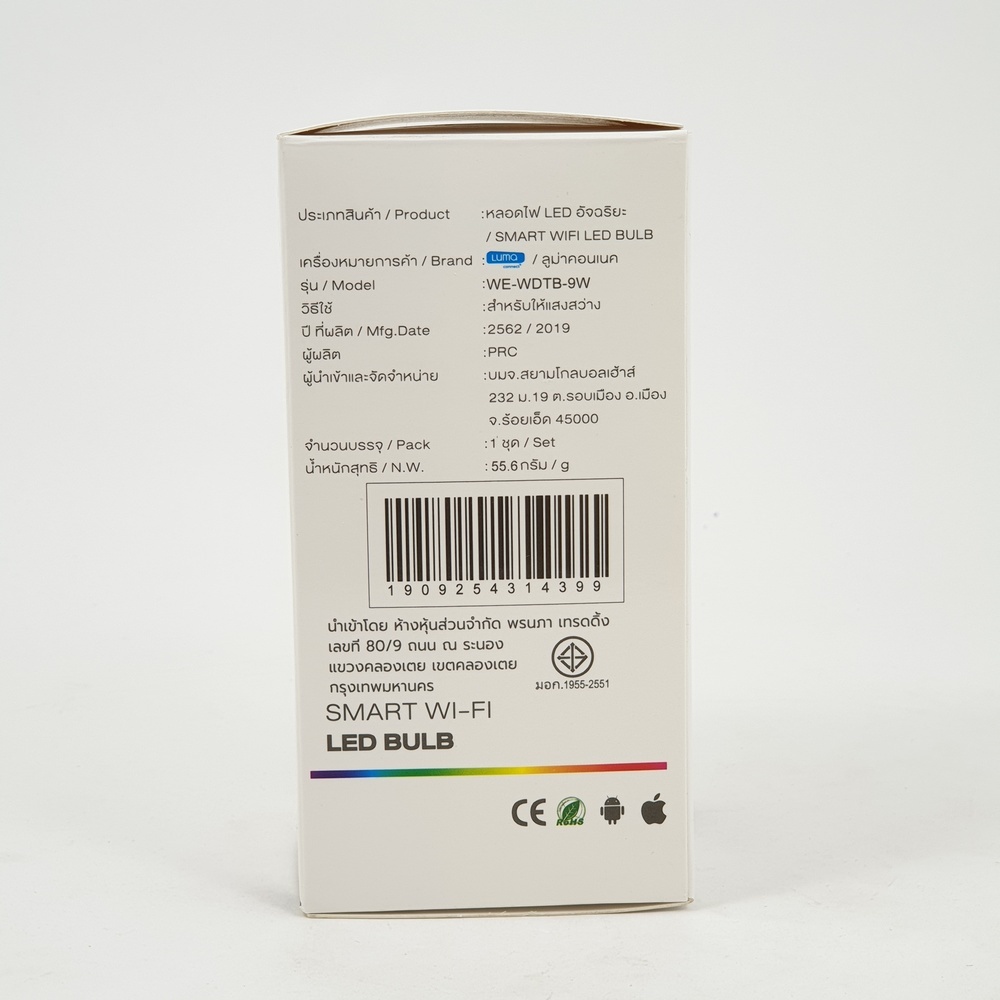 ประเภทสินค้า / Product :หลอดไฟ LED อัจฉริยะ
/ SMART WIFI LED BULB
เครื่องหมายการค้า / Brand : Luma connect / ลูม่าคอนเนค
รุ่น / Model :WE-WDTB-9W
วิธีใช้ :สำหรับให้แสงสว่าง
ปี ที่ผลิต / Mfg.Date :2562 / 2019
ผู้ผลิต :PRC
ผู้นำเข้าและจัดจำหน่าย :บมจ.สยามโกลบอลเฮ้าส์
232 ม.19 ต.รอบเมือง อ.เมือง
จ.ร้อยเอ็ด 45000
จำนวนบรรจุ / Pack :1 ชุด / Set
น้ำหนักสุทธิ / N.W. : 55.6กรัม / g
1909254314399
นำเข้าโดย ห้างหุ้นส่วนจำกัด พรนภา เทรดดิ้ง
เลขที่ 80/9 ถนน ณ ระนอง
แขวงคลองเตย เขตคลองเตย
กรุงเทพมหานคร
มอก.1955-2551
SMART WI-FI
LED BULB
CE RoHS